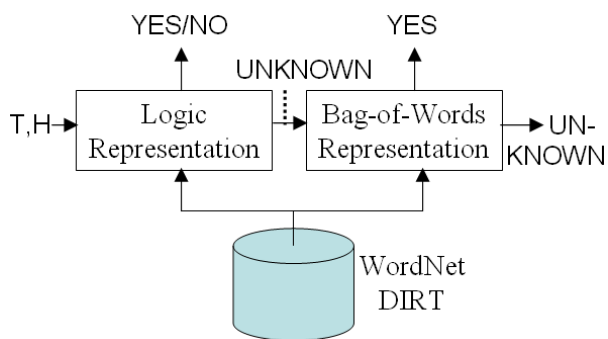 YES/NO
YES
UNKNOWN
T,H
Logic
Representation
Bag-of-Words
Representation
UN-
KNOWN
WordNet
DIRT